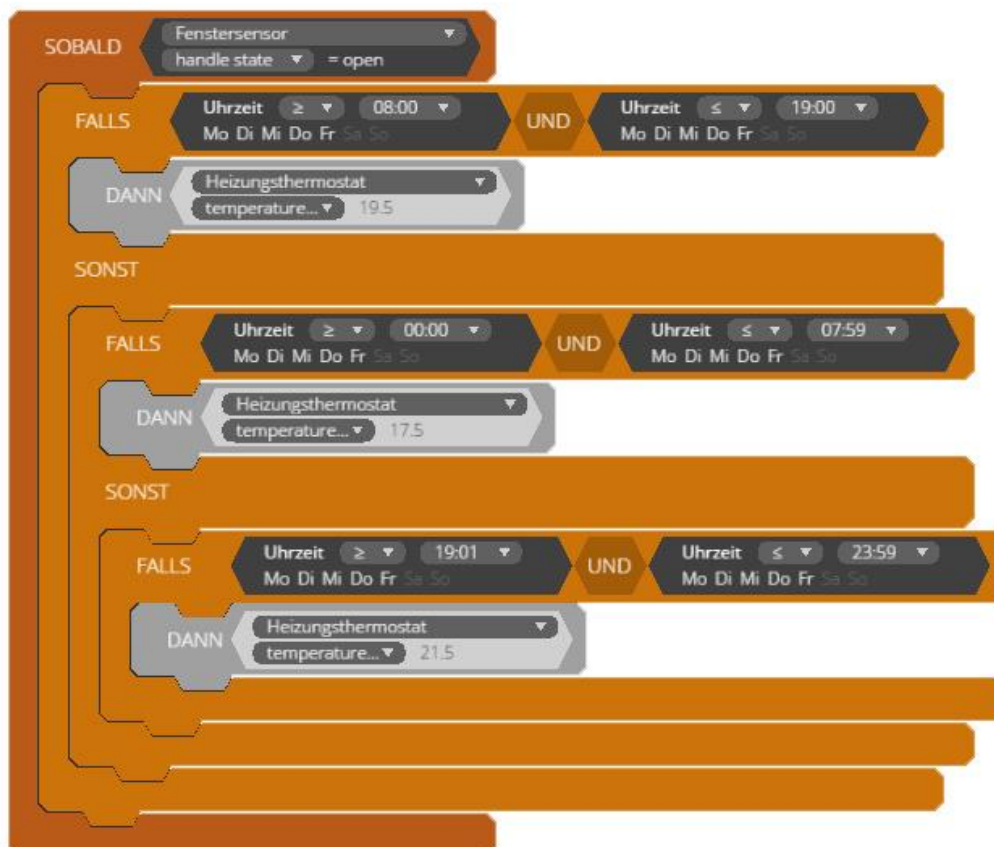 SOBALD Fenstersensor
handle state = open
FALLS Uhrzeit ≥ 08:00 UND Uhrzeit ≤ 19:00
Mo Di Mi Do Fr Sa So Mo Di Mi Do Fr Sa So
DANN Heizungsthermostat
temperature... 19.5
SONST
FALLS Uhrzeit ≥ 00:00 UND Uhrzeit ≤ 07:59
Mo Di Mi Do Fr Sa So Mo Di Mi Do Fr Sa So
DANN Heizungsthermostat
temperature... 17.5
SONST
FALLS Uhrzeit ≥ 19:01 UND Uhrzeit ≤ 23:59
Mo Di Mi Do Fr Sa So Mo Di Mi Do Fr Sa So
DANN Heizungsthermostat
temperature... 21.5